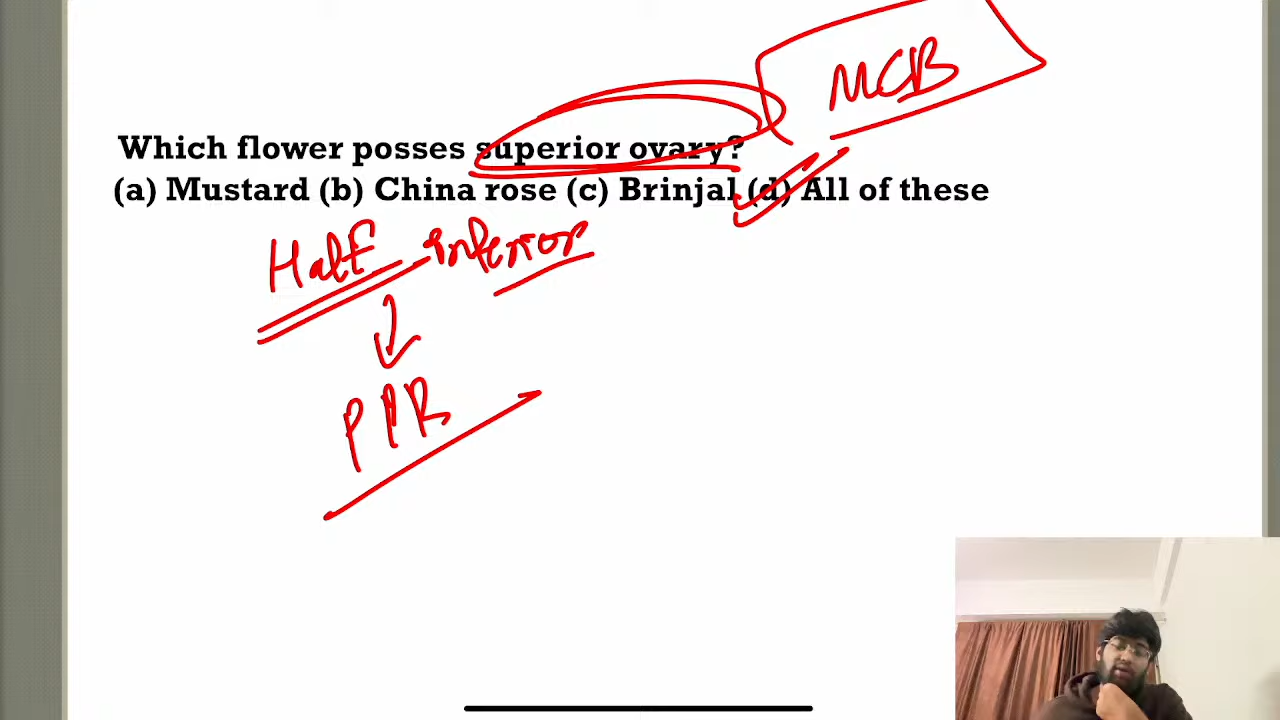 MCB
Which flower posses superior ovary?
(a) Mustard (b) China rose (c) Brinjal (d) All of these
Half inferior
PPR